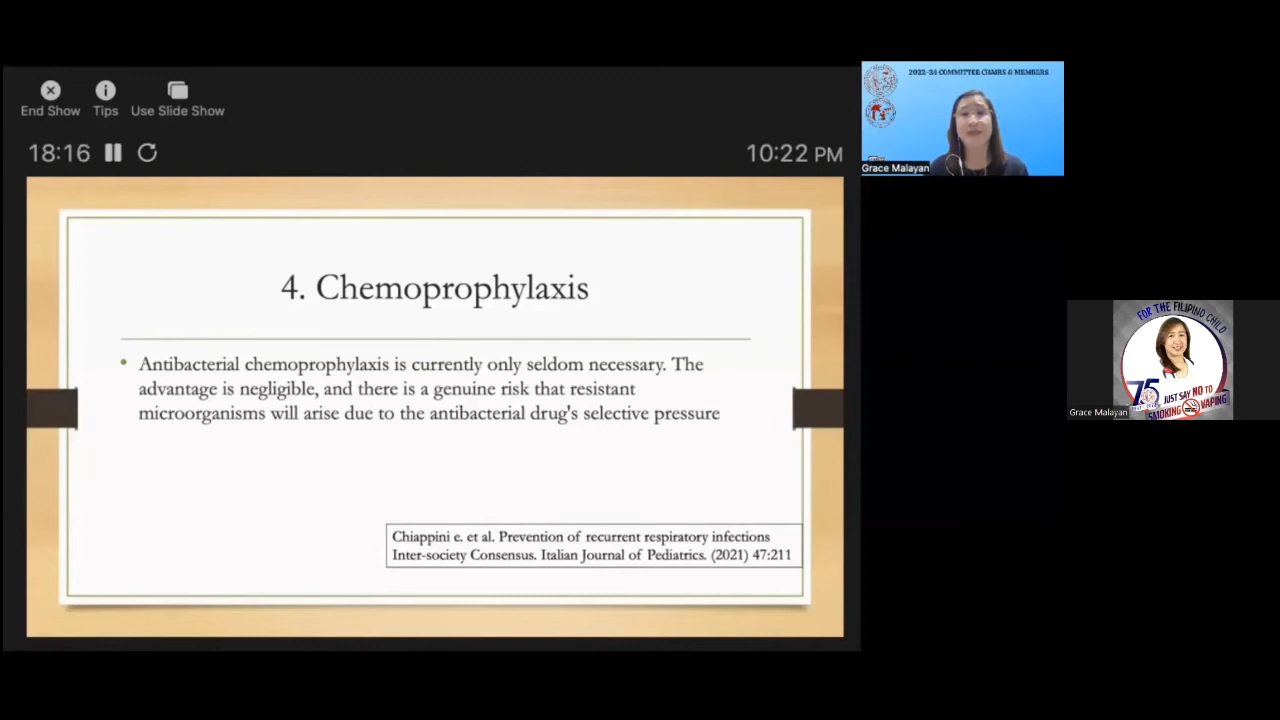 End Show Tips Use Slide Show
18:16
10:22 PM
4. Chemoprophylaxis
Antibacterial chemoprophylaxis is currently only seldom necessary. The
advantage is negligible, and there is a genuine risk that resistant
microorganisms will arise due to the antibacterial drug's selective pressure
Chiappini e. et al. Prevention of recurrent respiratory infections
Inter-society Consensus. Italian Journal of Pediatrics. (2021) 47:211
2022-24 COMMITTEE CHAIRS & MEMBERS
Grace Malayan
FOR THE FILIPINO CHILD
75
JUST SAY NO TO
SMOKING VAPING
Grace Malayan